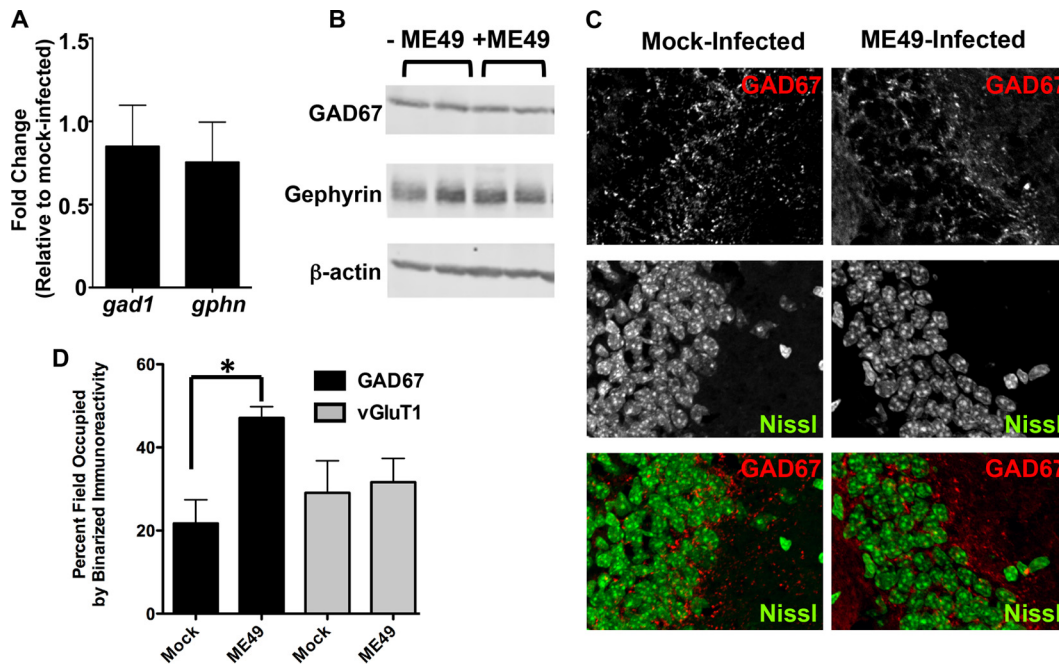 A
Fold Change
(Relative to mock-infected)
1.5
1.0
0.5
0
gad1
gphn
B
- ME49 +ME49
GAD67
Gephyrin
β-actin
C
Mock-Infected
ME49-Infected
GAD67
GAD67
Nissl
Nissl
GAD67
GAD67
Nissl
Nissl
D
Percent Field Occupied
by Binarized Immunoreactivity
60
40
20
0
*
GAD67
vGluT1
Mock
ME49
Mock
ME49